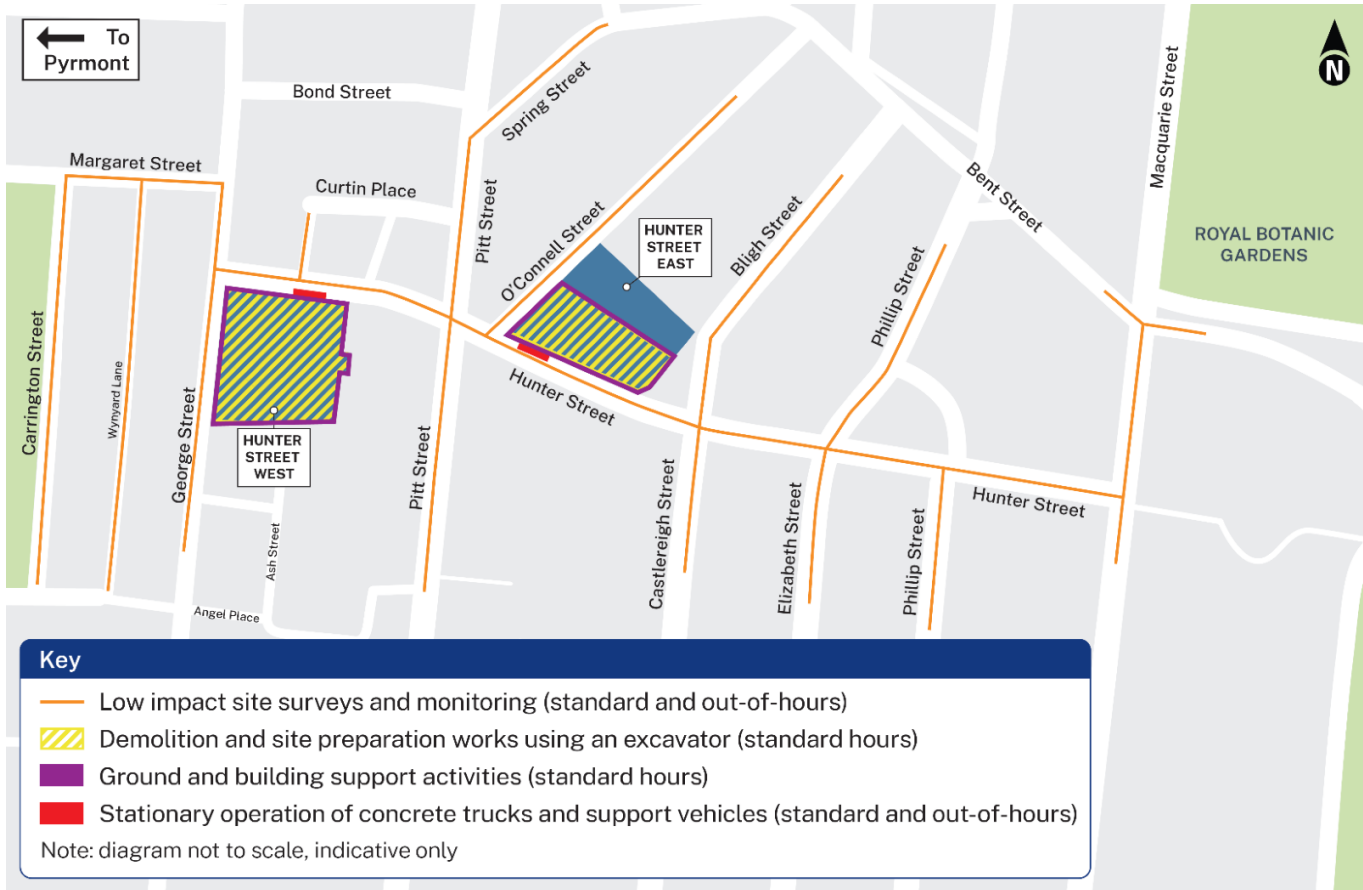 To
Pyrmont
N
Bond Street
Spring Street
Macquarie Street
Margaret Street
Curtin Place
Bent Street
Pitt Street
O'Connell Street
HUNTER
STREET
EAST
Bligh Street
ROYAL BOTANIC
GARDENS
Phillip Street
Carrington Street
Wynyard Lane
George Street
HUNTER
STREET
WEST
Pitt Street
Hunter Street
Castlereigh Street
Elizabeth Street
Phillip Street
Hunter Street
Ash Street
Angel Place
Key
Low impact site surveys and monitoring (standard and out-of-hours)
Demolition and site preparation works using an excavator (standard hours)
Ground and building support activities (standard hours)
Stationary operation of concrete trucks and support vehicles (standard and out-of-hours)
Note: diagram not to scale, indicative only